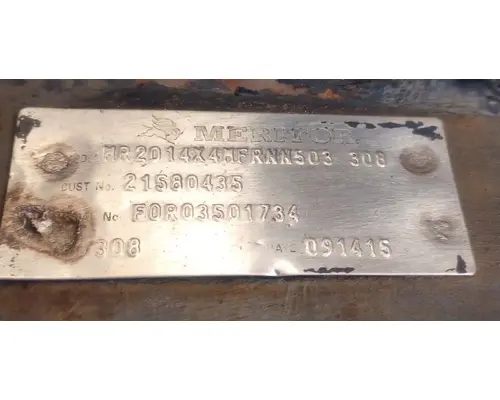 MERITOR
MR2014X4MFRNN503 308
CUST No. 21580435
No FOR03501734
308 091415